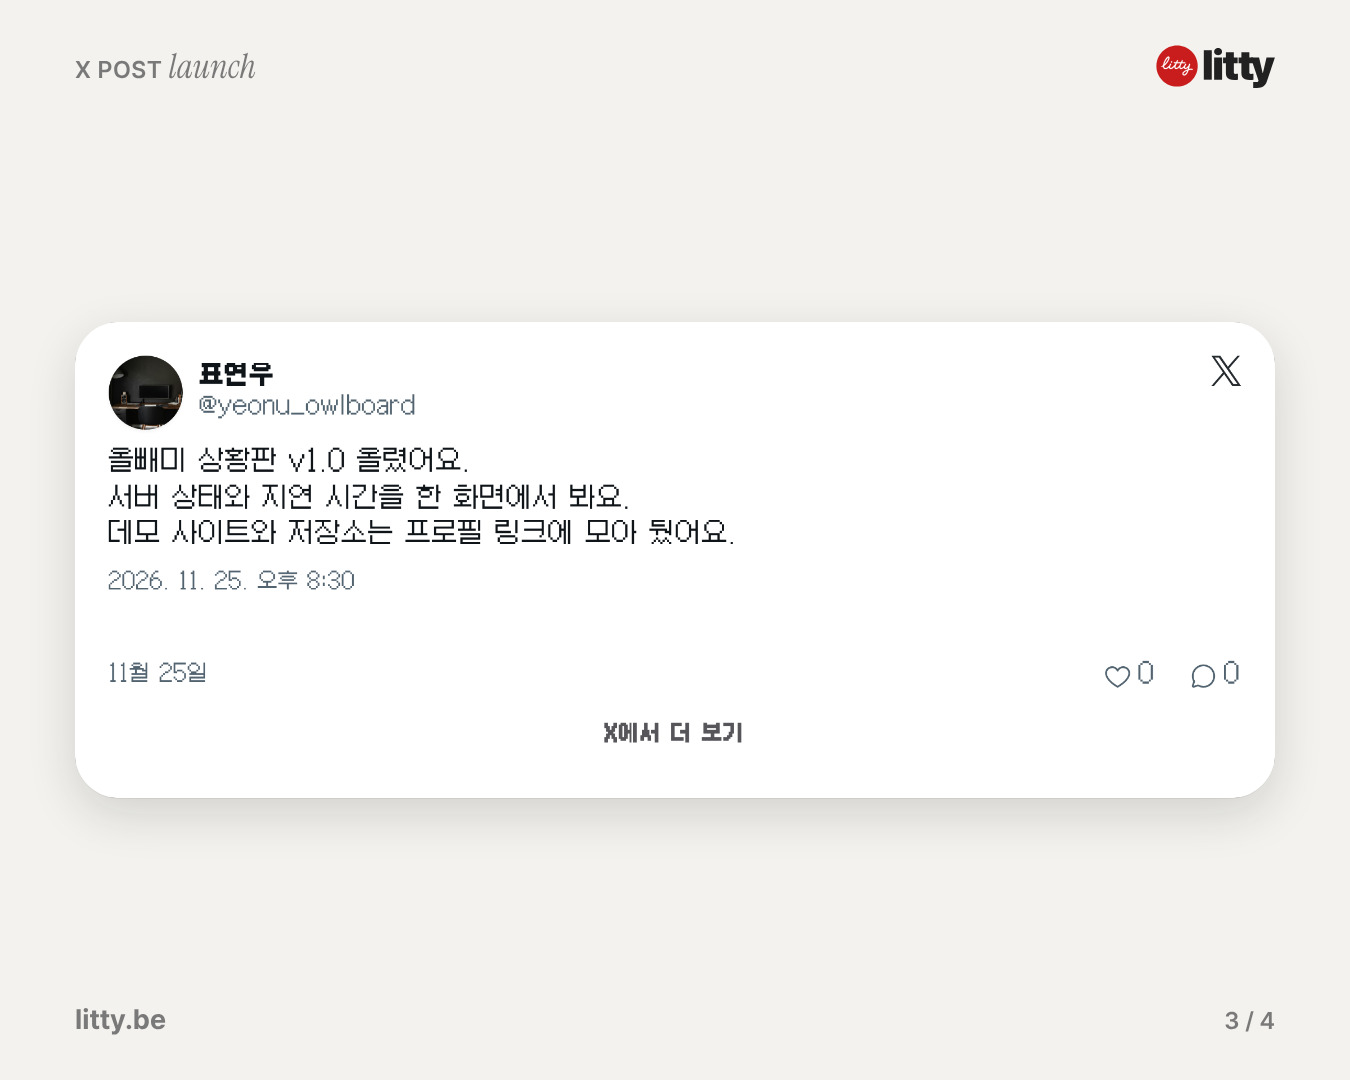 X POST launch
litty litty
표연우
@yeonu_owlboard
올빼미 상황판 v1.0 올렸어요.
서버 상태와 지연 시간을 한 화면에서 봐요.
데모 사이트와 저장소는 프로필 링크에 모아 뒀어요.
2026. 11. 25. 오후 8:30
11월 25일
0 0
X에서 더 보기
litty.be
3 / 4